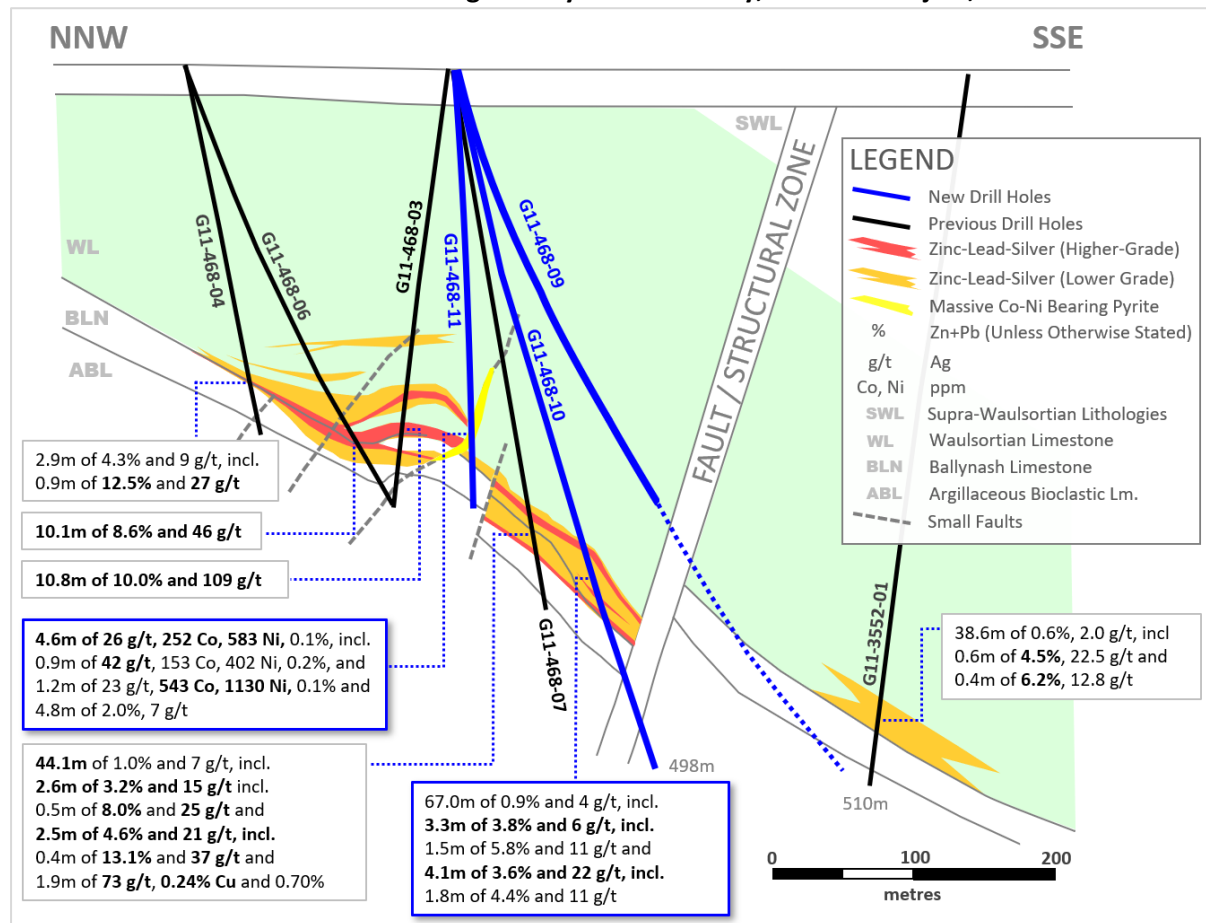 NNW
SSE
SWL
FAULT / STRUCTURAL ZONE
G11-468-04
G11-468-06
G11-468-03
G11-468-11
G11-468-09
G11-468-10
G11-468-07
G11-3552-01
WL
BLN
ABL
LEGEND
New Drill Holes
Previous Drill Holes
Zinc-Lead-Silver (Higher-Grade)
Zinc-Lead-Silver (Lower Grade)
Massive Co-Ni Bearing Pyrite
% Zn+Pb (Unless Otherwise Stated)
g/t Ag
Co, Ni ppm
SWL Supra-Waulsortian Lithologies
WL Waulsortian Limestone
BLN Ballynash Limestone
ABL Argillaceous Bioclastic Lm.
Small Faults
2.9m of 4.3% and 9 g/t, incl.
0.9m of 12.5% and 27 g/t
10.1m of 8.6% and 46 g/t
10.8m of 10.0% and 109 g/t
4.6m of 26 g/t, 252 Co, 583 Ni, 0.1%, incl.
0.9m of 42 g/t, 153 Co, 402 Ni, 0.2%, and
1.2m of 23 g/t, 543 Co, 1130 Ni, 0.1% and
4.8m of 2.0%, 7 g/t
44.1m of 1.0% and 7 g/t, incl.
2.6m of 3.2% and 15 g/t incl.
0.5m of 8.0% and 25 g/t and
2.5m of 4.6% and 21 g/t, incl.
0.4m of 13.1% and 37 g/t and
1.9m of 73 g/t, 0.24% Cu and 0.70%
67.0m of 0.9% and 4 g/t, incl.
3.3m of 3.8% and 6 g/t, incl.
1.5m of 5.8% and 11 g/t and
4.1m of 3.6% and 22 g/t, incl.
1.8m of 4.4% and 11 g/t
38.6m of 0.6%, 2.0 g/t, incl
0.6m of 4.5%, 22.5 g/t and
0.4m of 6.2%, 12.8 g/t
498m
510m
0 100 200
metres